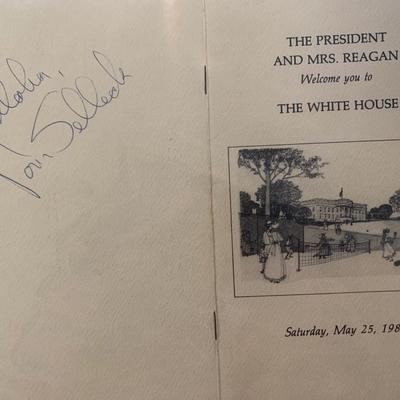 Aloha,
Tom Selleck
THE PRESIDENT
AND MRS. REAGAN
Welcome you to
THE WHITE HOUSE
Saturday, May 25, 198